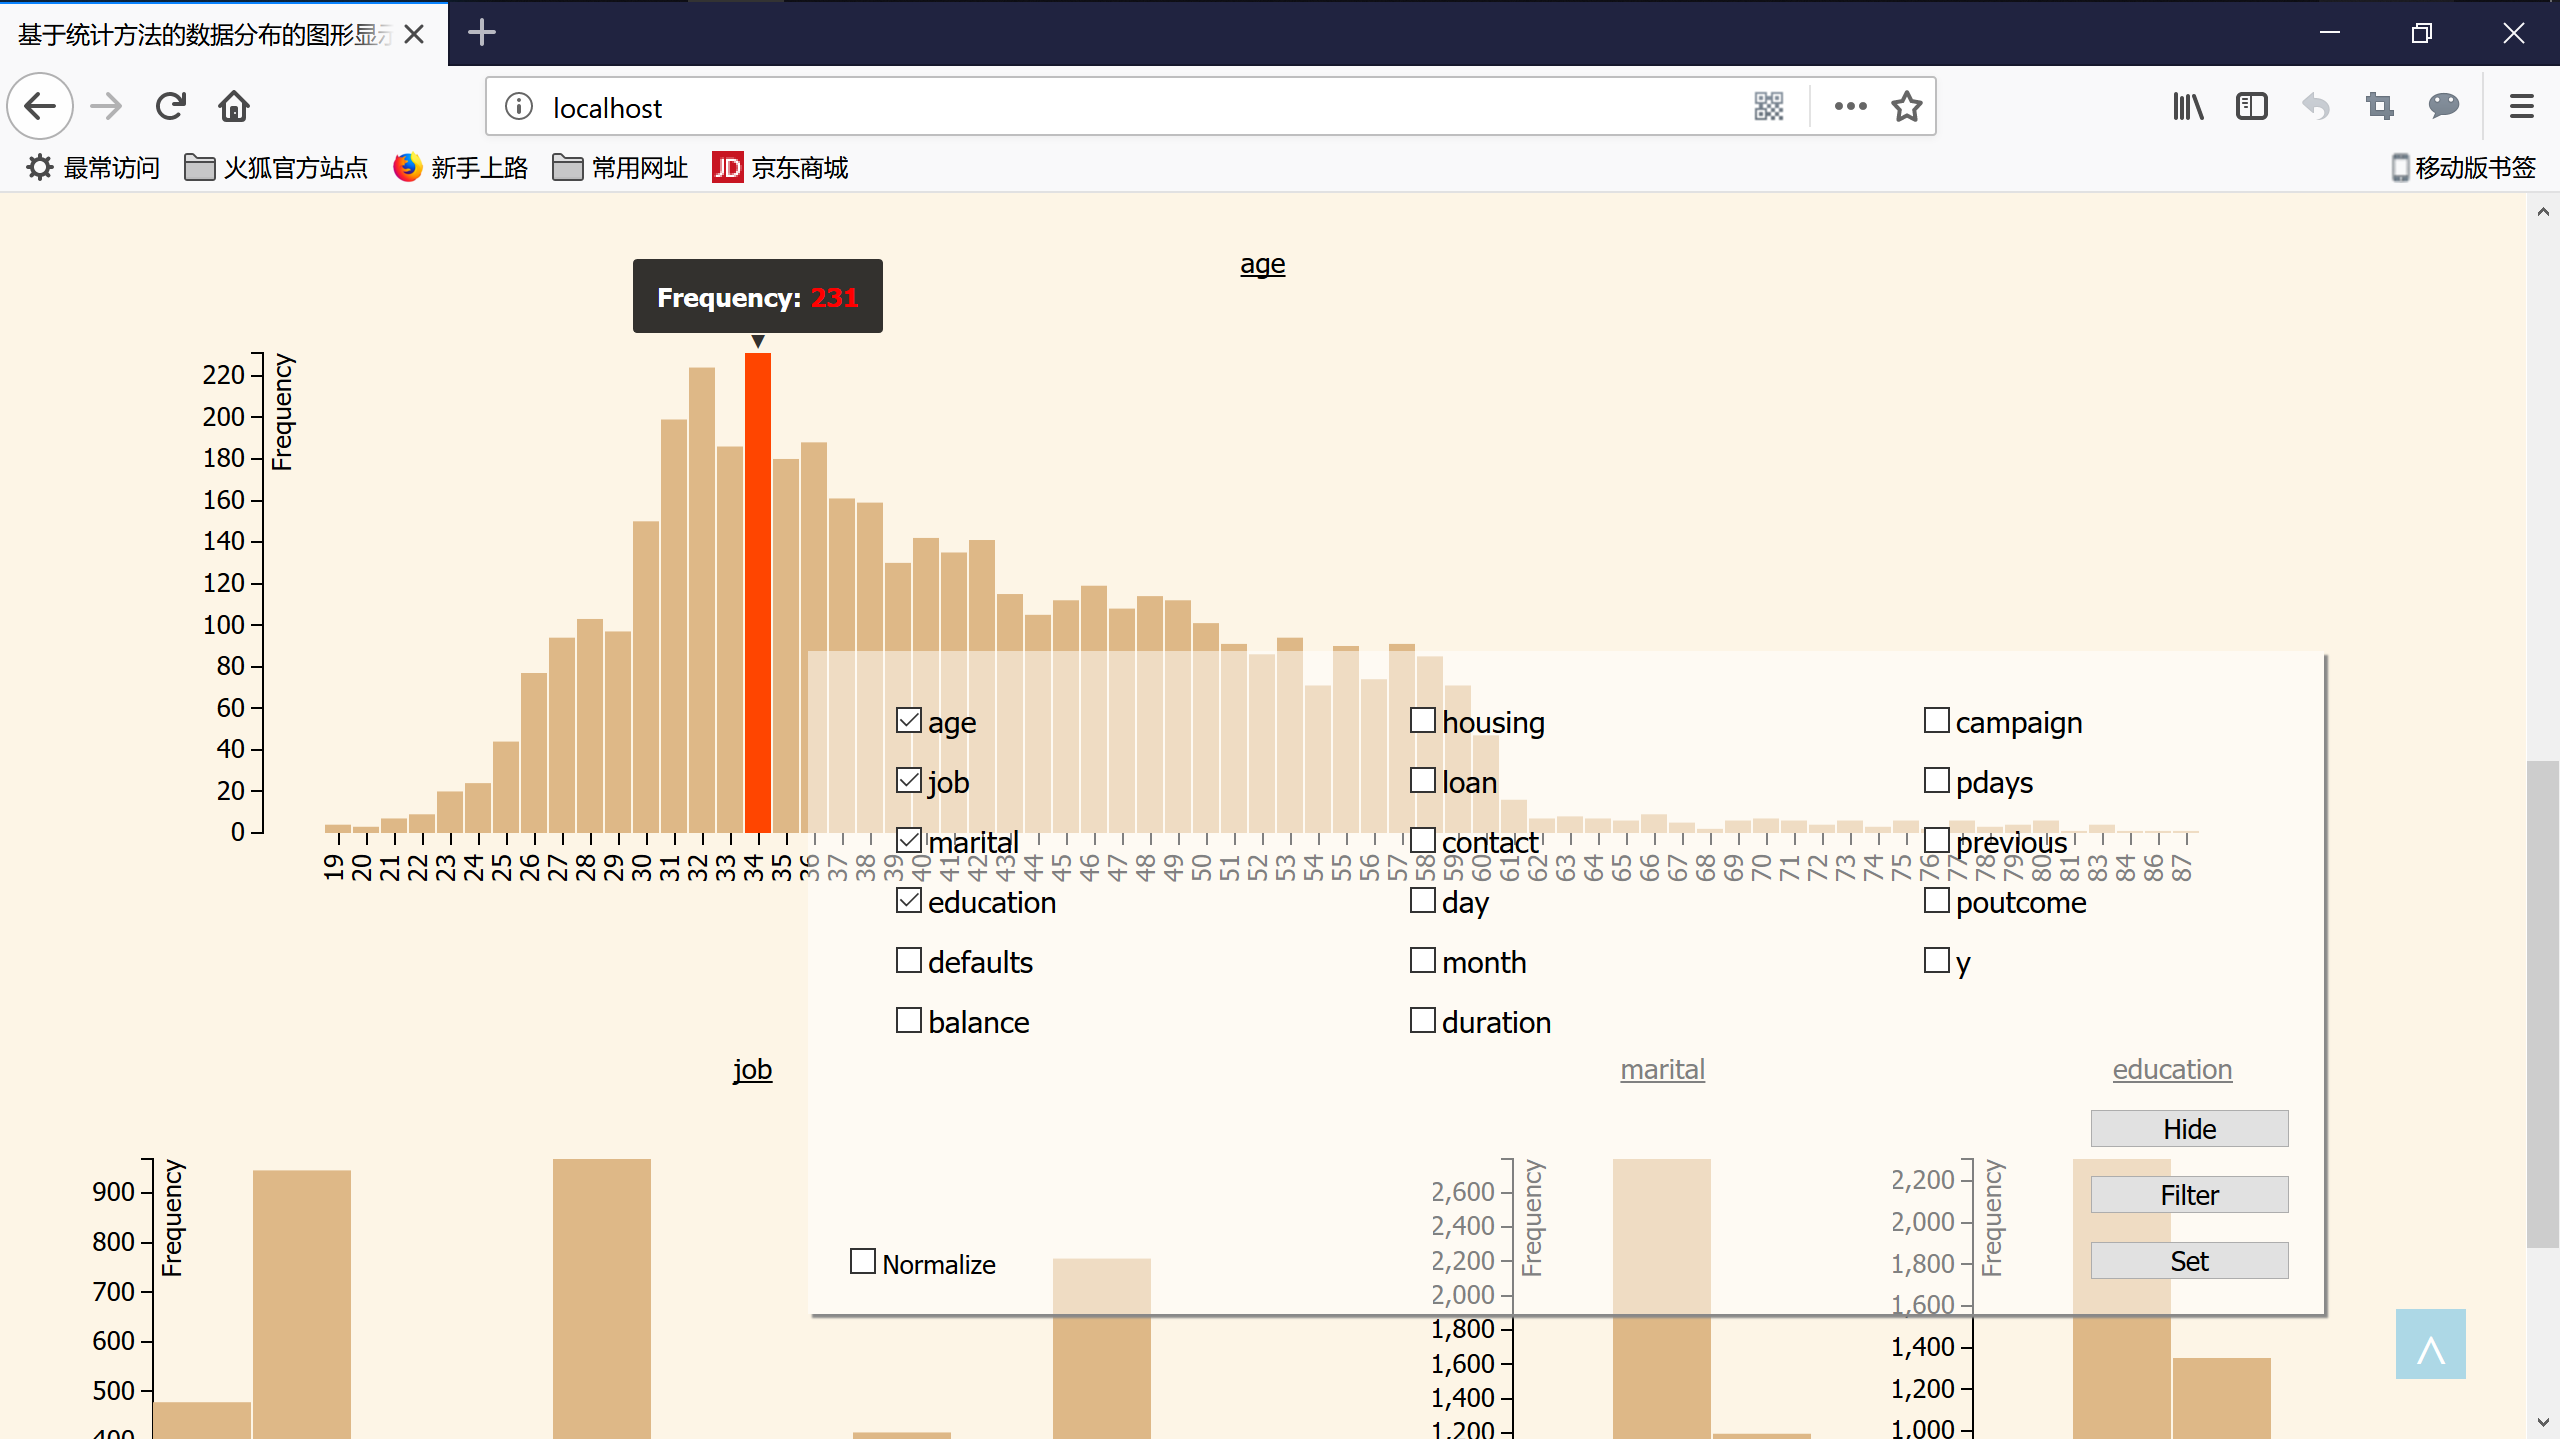 基于统计方法的数据分布的图形显示
localhost
最常访问 火狐官方站点 新手上路 常用网址 JD 京东商城 移动版书签
age
Frequency: 231
Frequency
220
200
180
160
140
120
100
80
60
40
20
0
19 20 21 22 23 24 25 26 27 28 29 30 31 32 33 34 35 36 37 38 39 40 41 42 43 44 45 46 47 48 49 50 51 52 53 54 55 56 57 58 59 60 61 62 63 64 65 66 67 68 69 70 71 72 73 74 75 76 77 78 79 80 81 83 84 86 87
age housing campaign
job loan pdays
marital contact previous
education day poutcome
defaults month y
balance duration
job marital education
Hide
Filter
Set
Normalize
Frequency
900
800
700
600
500
400
Frequency
2,600
2,400
2,200
2,000
1,800
1,600
1,400
1,200
Frequency
2,200
2,000
1,800
1,600
1,400
1,200
1,000